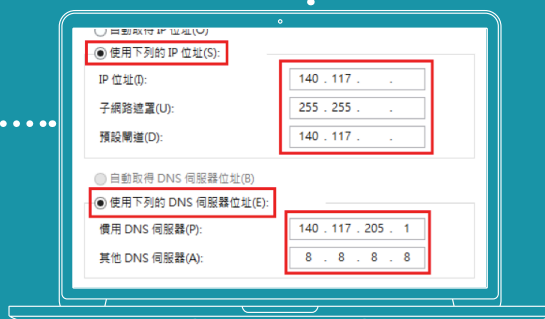 自動取得 IP 位址(O)
使用下列的 IP 位址(S):
IP 位址(I): 140 . 117 . .
子網路遮罩(U): 255 . 255 . .
預設閘道(D): 140 . 117 . .
自動取得 DNS 伺服器位址(B)
使用下列的 DNS 伺服器位址(E):
慣用 DNS 伺服器(P): 140 . 117 . 205 . 1
其他 DNS 伺服器(A): 8 . 8 . 8 . 8